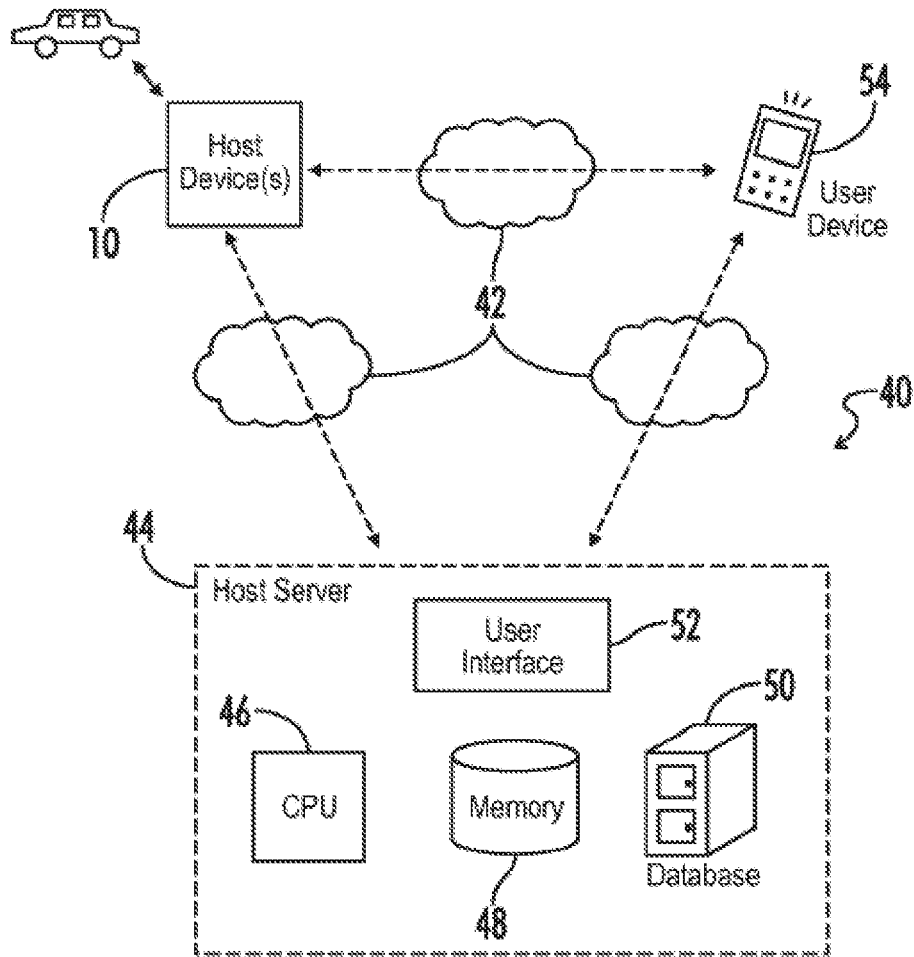 54
Host
Device(s)
User
Device
10
42
40
44
Host Server
User
Interface
52
46
50
CPU
Memory
Database
48